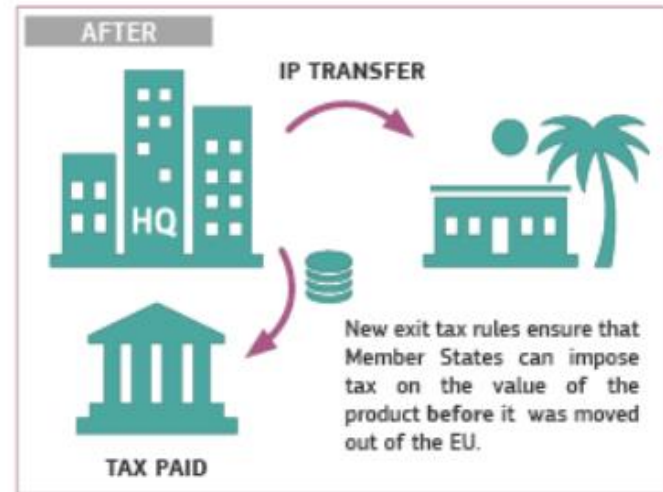 AFTER
IP TRANSFER
HQ
New exit tax rules ensure that
Member States can impose
tax on the value of the
product before it was moved
out of the EU.
TAX PAID